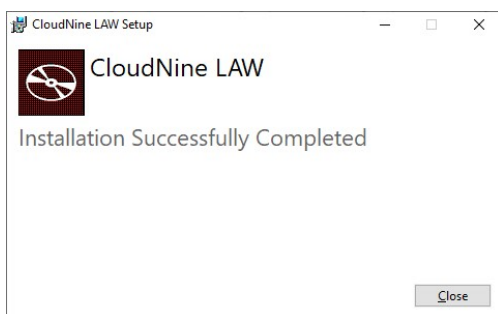 CloudNine LAW Setup
CloudNine LAW
Installation Successfully Completed
Close